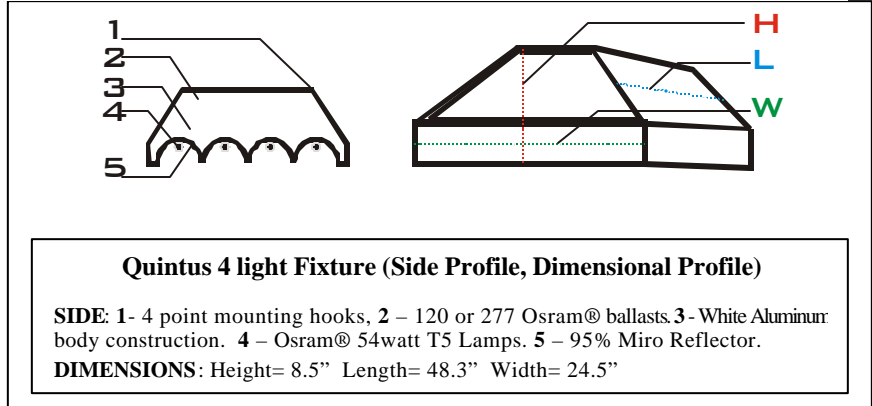 1
2
3
4
5
H
L
W
Quintus 4 light Fixture (Side Profile, Dimensional Profile)
SIDE: 1- 4 point mounting hooks, 2 – 120 or 277 Osram® ballasts. 3 - White Aluminum
body construction. 4 – Osram® 54watt T5 Lamps. 5 – 95% Miro Reflector.
DIMENSIONS: Height= 8.5” Length= 48.3” Width= 24.5”